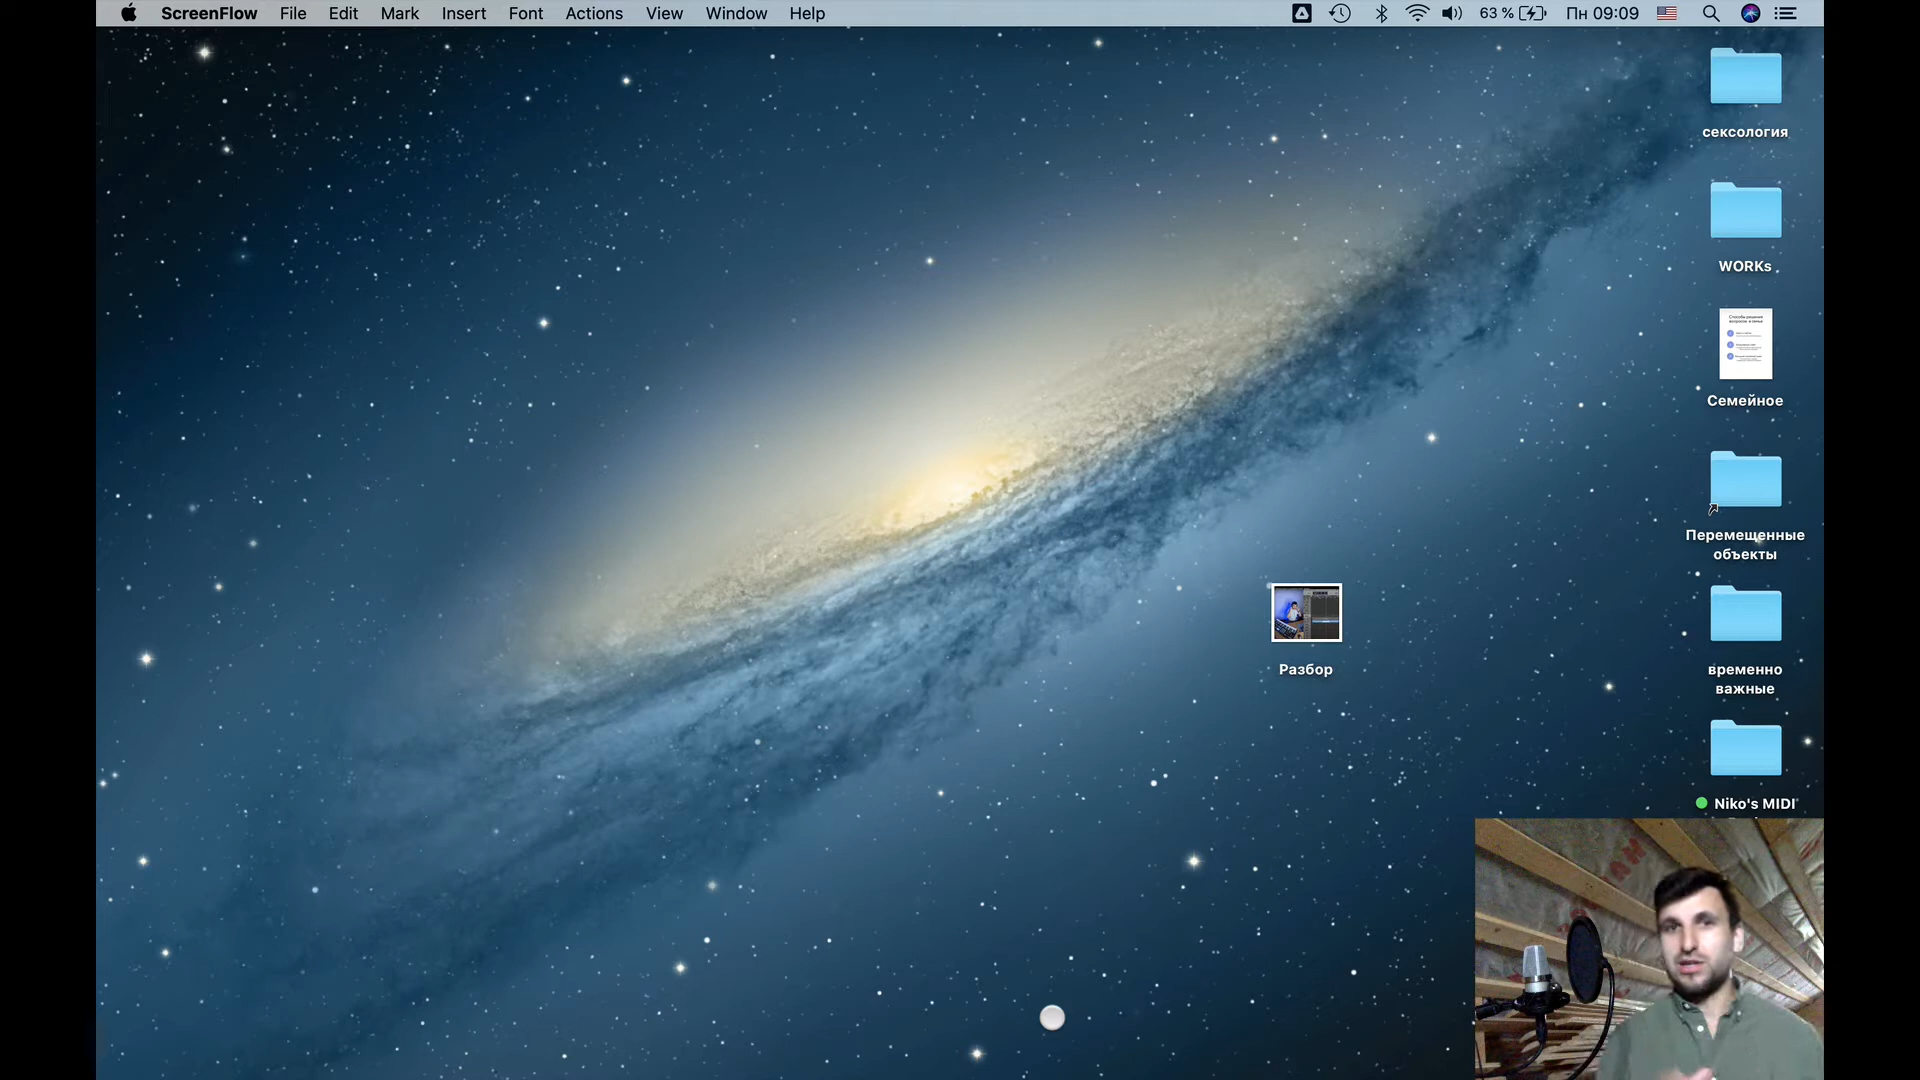 ScreenFlow File Edit Mark Insert Font Actions View Window Help 63 % Пн 09:09
сексология
WORKs
Семейное
Перемещенные
объекты
Разбор
временно
важные
Niko's MIDI